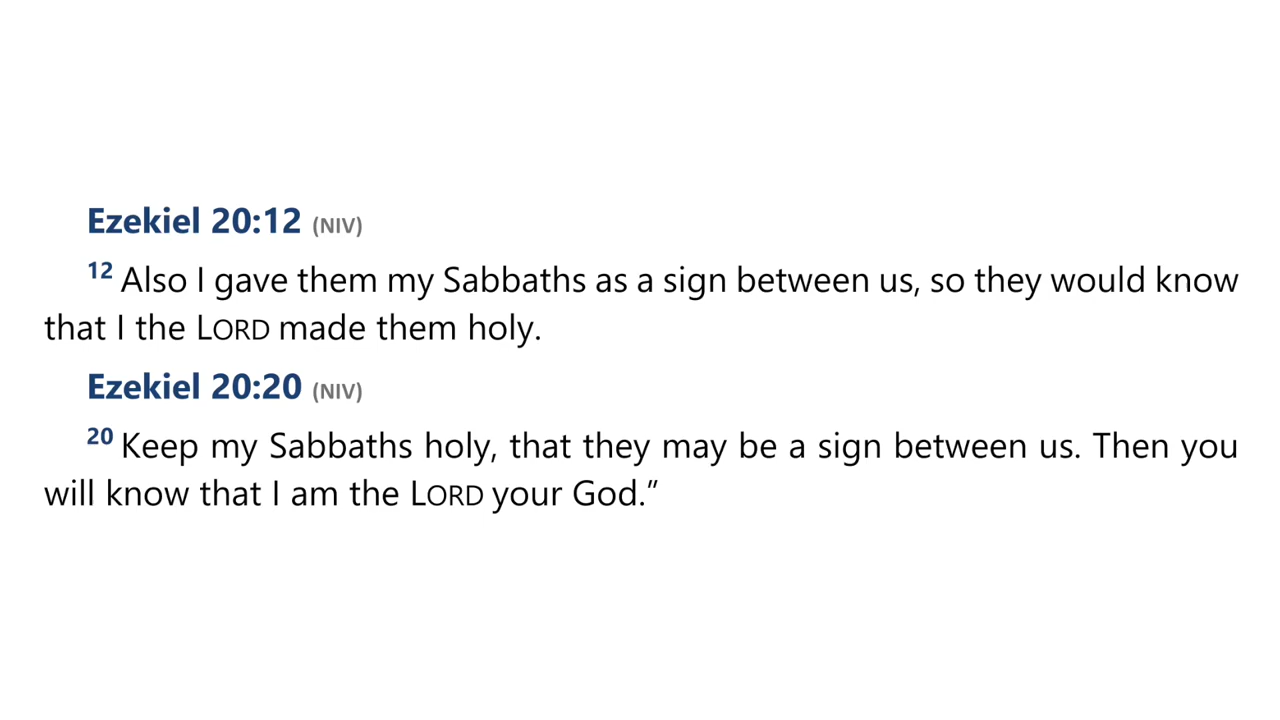 Ezekiel 20:12 (NIV)
12 Also I gave them my Sabbaths as a sign between us, so they would know
that I the LORD made them holy.
Ezekiel 20:20 (NIV)
20 Keep my Sabbaths holy, that they may be a sign between us. Then you
will know that I am the LORD your God.”